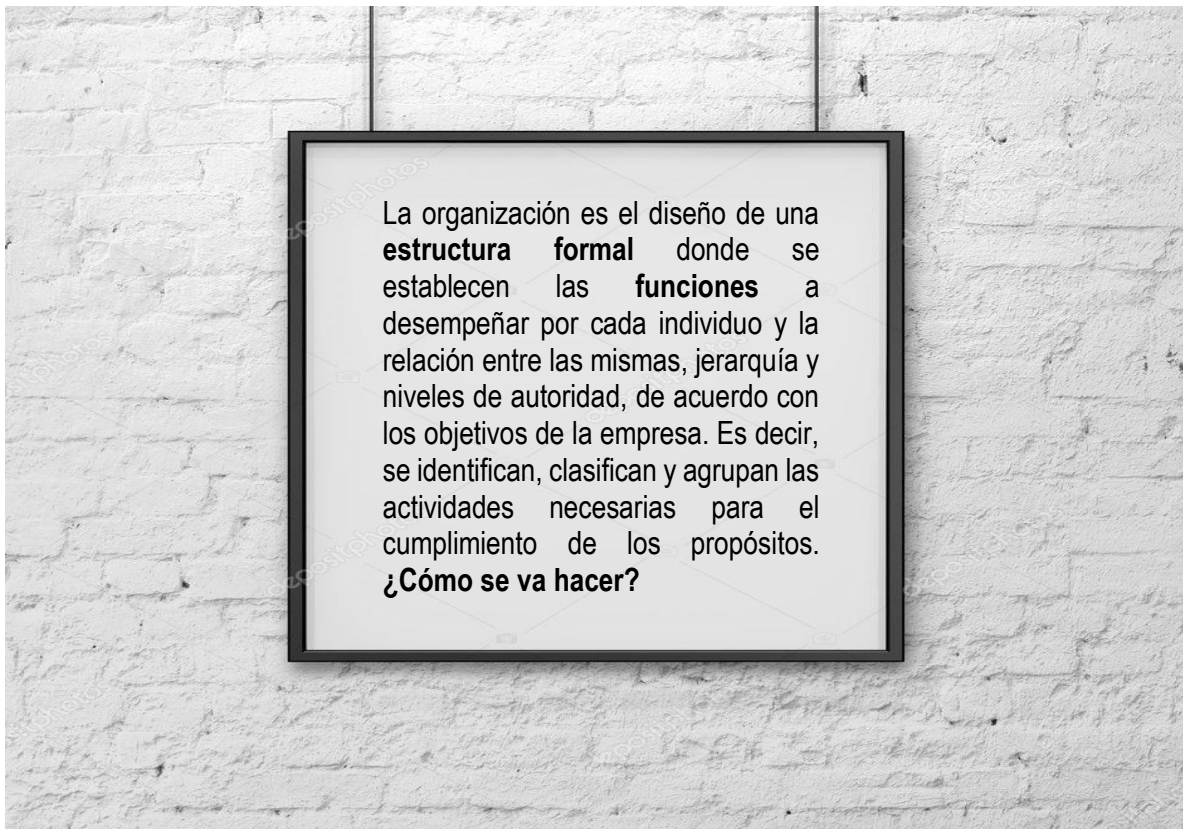 La organización es el diseño de una
estructura formal donde se
establecen las funciones a
desempeñar por cada individuo y la
relación entre las mismas, jerarquía y
niveles de autoridad, de acuerdo con
los objetivos de la empresa. Es decir,
se identifican, clasifican y agrupan las
actividades necesarias para el
cumplimiento de los propósitos.
¿Cómo se va hacer?
depositphotos